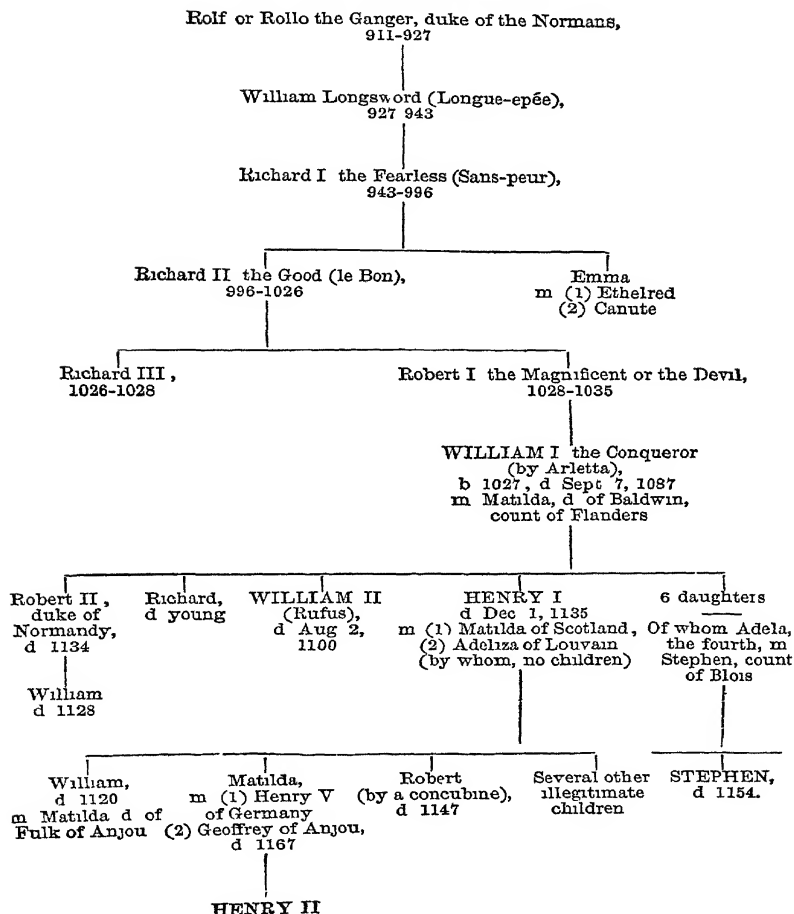 Rolf or Rollo the Ganger, duke of the Normans,
911-927
William Longsword (Longue-epée),
927 943
Richard I the Fearless (Sans-peur),
943-996
Richard II the Good (le Bon),
996-1026
Emma
m (1) Ethelred
(2) Canute
Richard III,
1026-1028
Robert I the Magnificent or the Devil,
1028-1035
WILLIAM I the Conqueror
(by Arletta),
b 1027, d Sept 7, 1087
m Matilda, d of Baldwin,
count of Flanders
Robert II,
duke of
Normandy,
d 1134
William
d 1128
Richard,
d young
WILLIAM II
(Rufus),
d Aug 2,
1100
HENRY I
d Dec 1, 1135
m (1) Matilda of Scotland,
(2) Adeliza of Louvain
(by whom, no children)
6 daughters
Of whom Adela,
the fourth, m
Stephen, count
of Blois
William,
d 1120
m Matilda d of
Fulk of Anjou
Matilda,
m (1) Henry V
of Germany
(2) Geoffrey of Anjou,
d 1167
HENRY II
Robert
(by a concubine),
d 1147
Several other
illegitimate
children
STEPHEN,
d 1154.